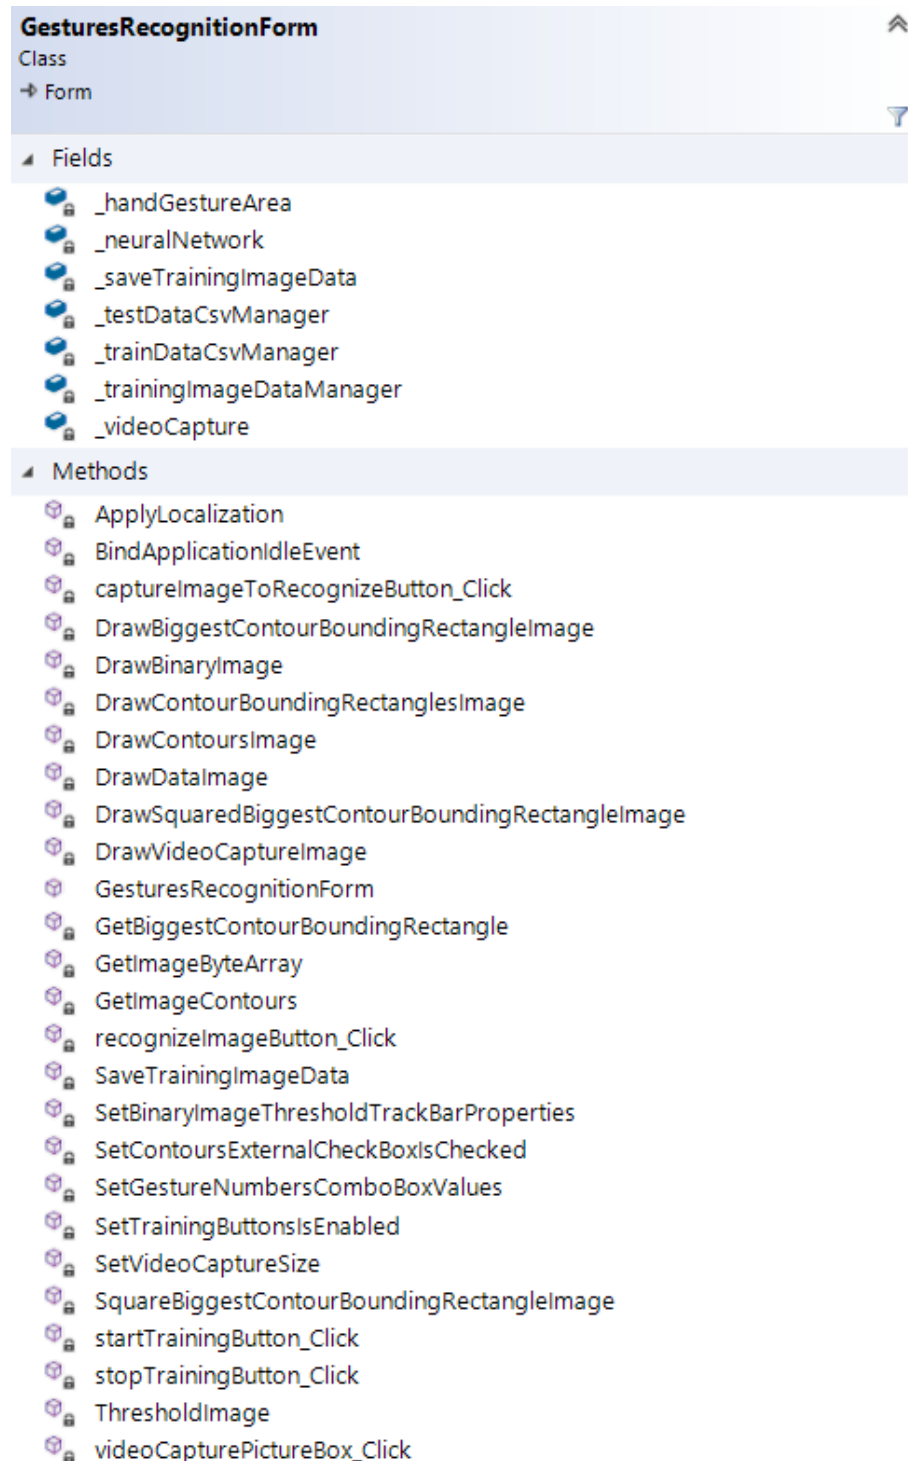 GesturesRecognitionForm
Class
Form
Fields
_handGestureArea
_neuralNetwork
_saveTrainingImageData
_testDataCsvManager
_trainDataCsvManager
_trainingImageDataManager
_videoCapture
Methods
ApplyLocalization
BindApplicationIdleEvent
captureImageToRecognizeButton_Click
DrawBiggestContourBoundingRectangleImage
DrawBinaryImage
DrawContourBoundingRectanglesImage
DrawContoursImage
DrawDataImage
DrawSquaredBiggestContourBoundingRectangleImage
DrawVideoCaptureImage
GesturesRecognitionForm
GetBiggestContourBoundingRectangle
GetImageByteArray
GetImageContours
recognizeImageButton_Click
SaveTrainingImageData
SetBinaryImageThresholdTrackBarProperties
SetContoursExternalCheckBoxIsChecked
SetGestureNumbersComboBoxValues
SetTrainingButtonsIsEnabled
SetVideoCaptureSize
SquareBiggestContourBoundingRectangleImage
startTrainingButton_Click
stopTrainingButton_Click
ThresholdImage
videoCapturePictureBox_Click